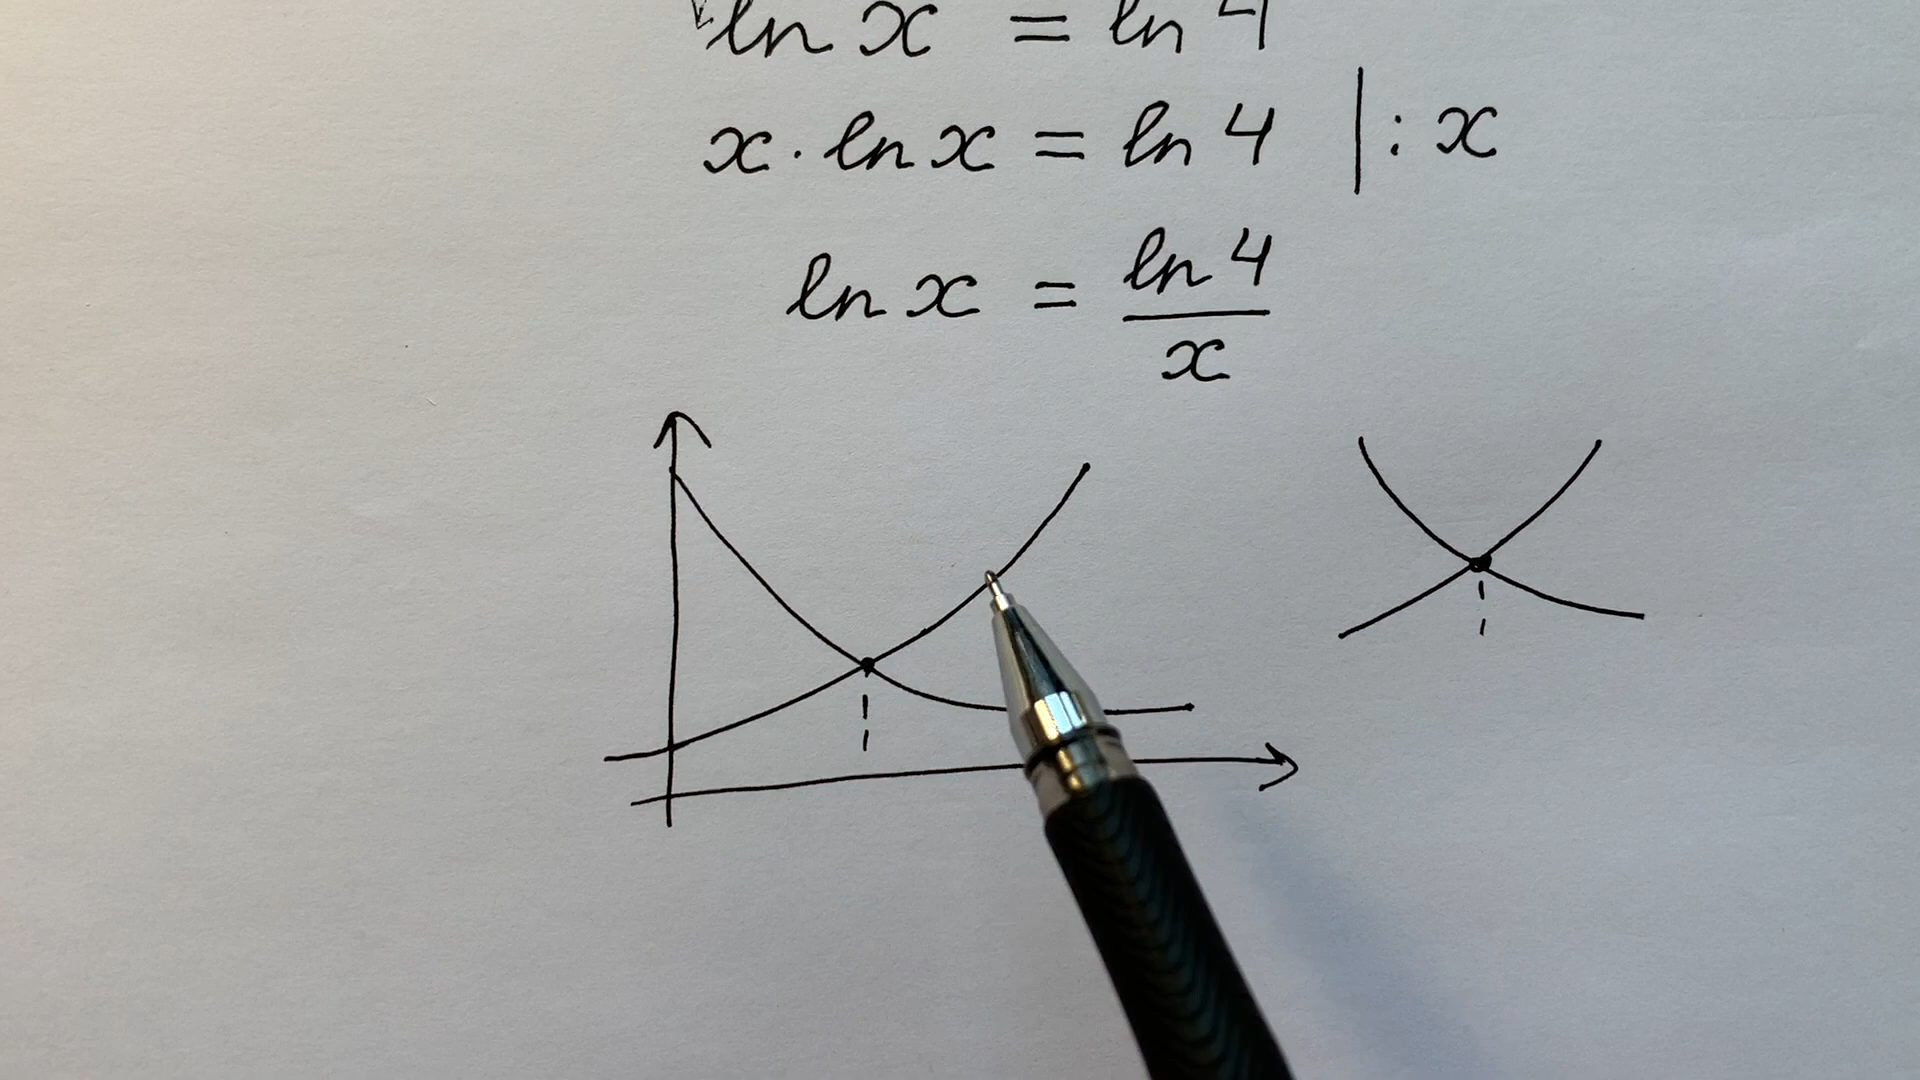 ln x = ln 4
x · ln x = ln 4 | : x
ln x = ln 4 / x